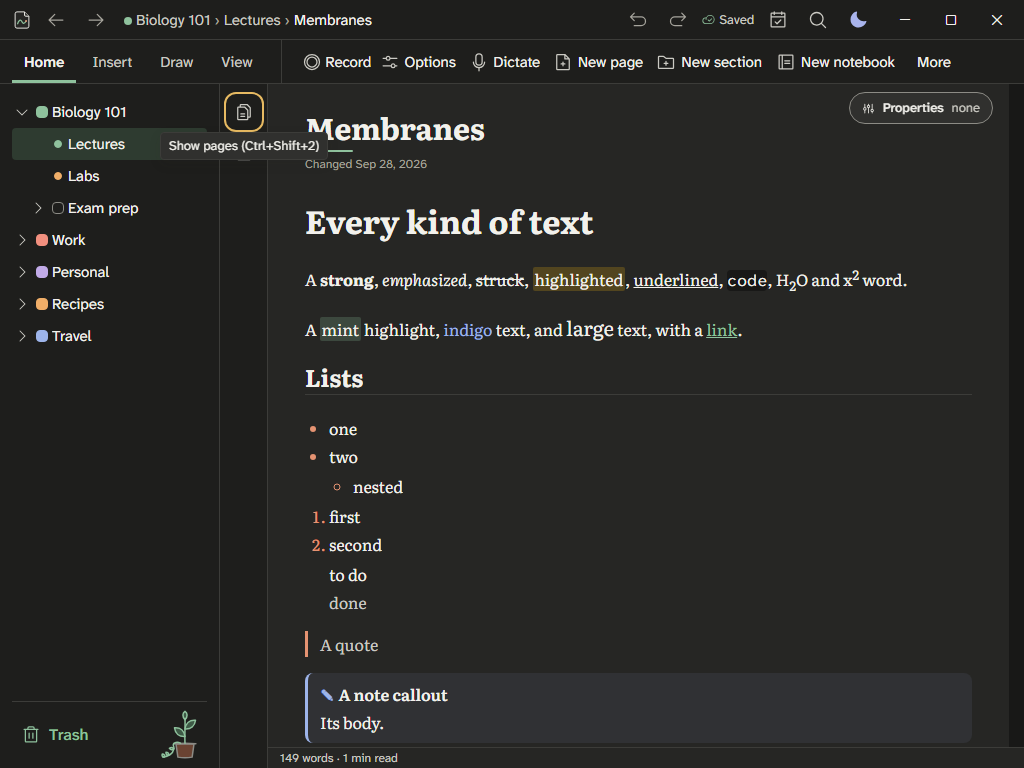 Biology 101 › Lectures › Membranes
Saved
Home Insert Draw View
Record Options Dictate New page New section New notebook More
Biology 101
Lectures
Labs
Exam prep
Work
Personal
Recipes
Travel
Trash
Show pages (Ctrl+Shift+2)
Properties none
Membranes
Changed Sep 28, 2026
Every kind of text
A strong, emphasized, struck, highlighted, underlined, code, H2O and x2 word.
A mint highlight, indigo text, and large text, with a link.
Lists
one
two
nested
1. first
2. second
to do
done
A quote
A note callout
Its body.
149 words · 1 min read